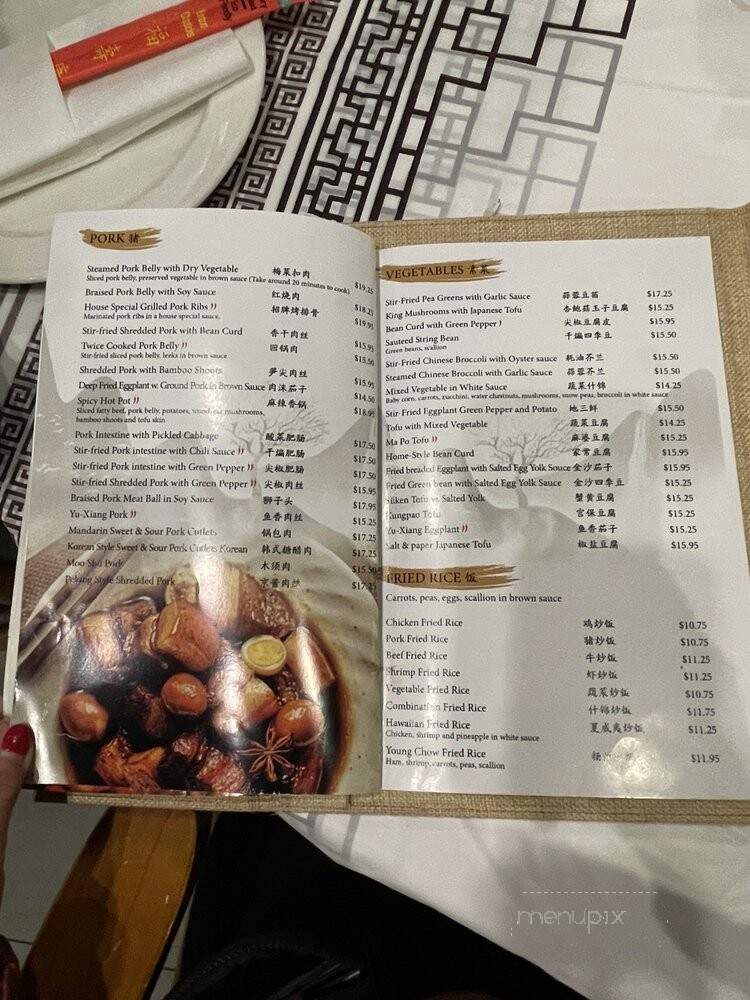 福 寿
PORK 猪
Steamed Pork Belly with Dry Vegetable 梅菜扣肉 $19.25
Sliced pork belly, preserved vegetable in brown sauce (Take around 20 minutes to cook)
Braised Pork Belly with Soy Sauce 红烧肉 $18.25
House Special Grilled Pork Ribs 招牌烤排骨 $19.95
Marinated pork ribs in a house special sauce.
Stir-fried Shredded Pork with Bean Curd 香干肉丝 $15.95
Twice Cooked Pork Belly 回锅肉 $15.50
Stir-fried sliced pork belly, leeks in brown sauce
Shredded Pork with Bamboo Shoots 笋尖肉丝 $15.95
Deep Fried Eggplant w. Ground Pork in Brown Sauce 肉沫茄子 $14.50
Spicy Hot Pot 麻辣香锅 $18.95
Sliced fatty beef, pork belly, potatoes, wood-ear mushrooms,
bamboo shoots and tofu skin
Pork Intestine with Pickled Cabbage 酸菜肥肠 $17.50
Stir-fried Pork intestine with Chili Sauce 干煸肥肠 $17.50
Stir-fried pork intestine with Green Pepper 尖椒肥肠 $17.50
Stir-fried Shredded Pork with Green Pepper 尖椒肉丝 $15.95
Braised Pork Meat Ball in Soy Sauce 狮子头 $17.95
Yu-Xiang Pork 鱼香肉丝 $15.25
Mandarin Sweet & Sour Pork Cutlets 锅包肉 $17.25
Korean Style Sweet & Sour Pork Cutlets Korean 韩式糖醋肉 $17.25
Moo Shu Pork 木须肉 $15.50
Peking Style Shredded Pork 京酱肉丝 $17.25
VEGETABLES 素菜
Stir-Fried Pea Greens with Garlic Sauce 蒜蓉豆苗 $17.25
King Mushrooms with Japanese Tofu 杏鲍菇玉子豆腐 $15.25
Bean Curd with Green Pepper 尖椒豆腐皮 $15.95
Sauteed String Bean 干煸四季豆 $15.50
Green beans, scallion
Stir-Fried Chinese Broccoli with Oyster sauce 耗油芥兰 $15.50
Steamed Chinese Broccoli with Garlic Sauce 蒜蓉芥兰 $15.50
Mixed Vegetable in White Sauce 蔬菜什锦 $14.25
Baby corn, carrots, zucchini, water chestnuts, mushrooms, snow peas, broccoli in white sauce
Stir-Fried Eggplant Green Pepper and Potato 地三鲜 $15.50
Tofu with Mixed Vegetable 蔬菜豆腐 $14.25
Ma Po Tofu 麻婆豆腐 $15.25
Home-Style Bean Curd 家常豆腐 $15.95
Fried breaded Eggplant with Salted Egg Yolk Souce 金沙茄子 $15.95
Fried Green bean with Salted Egg Yolk Sauce 金沙四季豆 $15.25
Silken Tofu w. Salted Yolk 蟹黄豆腐 $15.25
Kungpao Tofu 宫保豆腐 $15.25
Yu-Xiang Eggplant 鱼香茄子 $15.25
Salt & paper Japanese Tofu 椒盐豆腐 $15.95
FRIED RICE 饭
Carrots, peas, eggs, scallion in brown sauce
Chicken Fried Rice 鸡炒饭 $10.75
Pork Fried Rice 猪炒饭 $10.75
Beef Fried Rice 牛炒饭 $11.25
Shrimp Fried Rice 虾炒饭 $11.25
Vegetable Fried Rice 蔬菜炒饭 $10.75
Combination Fried Rice 什锦炒饭 $11.75
Hawaiian Fried Rice 夏威夷炒饭 $11.25
Chicken, shrimp and pineapple in white sauce
Young Chow Fried Rice $11.95
Ham, shrimp, carrots, peas, scallion
menupix